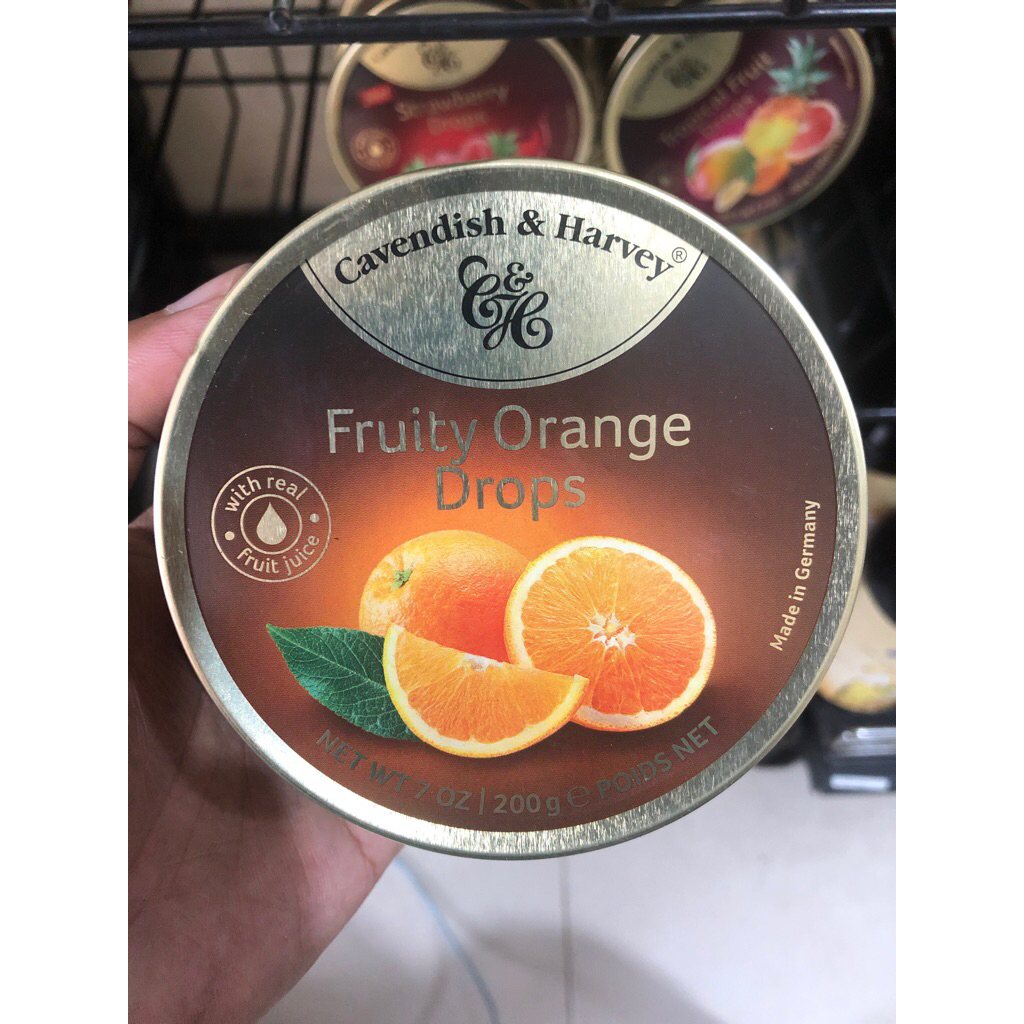 Strawberry
Drops
Tropical Fruit
Cavendish & Harvey®
C&H
Fruity Orange
Drops
with real
fruit juice
Made in Germany
NET WT 7 OZ | 200g ℮ POIDS NET